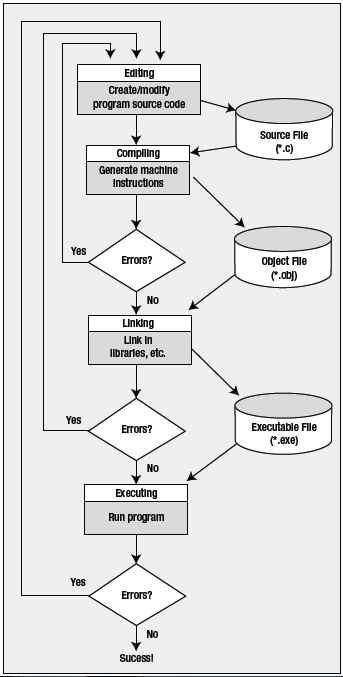 Editing
Create/modify
program source code
Source File
(*.c)
Compiling
Generate machine
instructions
Yes
Errors?
Object File
(*.obj)
No
Linking
Link in
libraries, etc.
Yes
Errors?
Executable File
(*.exe)
No
Executing
Run program
Yes
Errors?
No
Sucess!